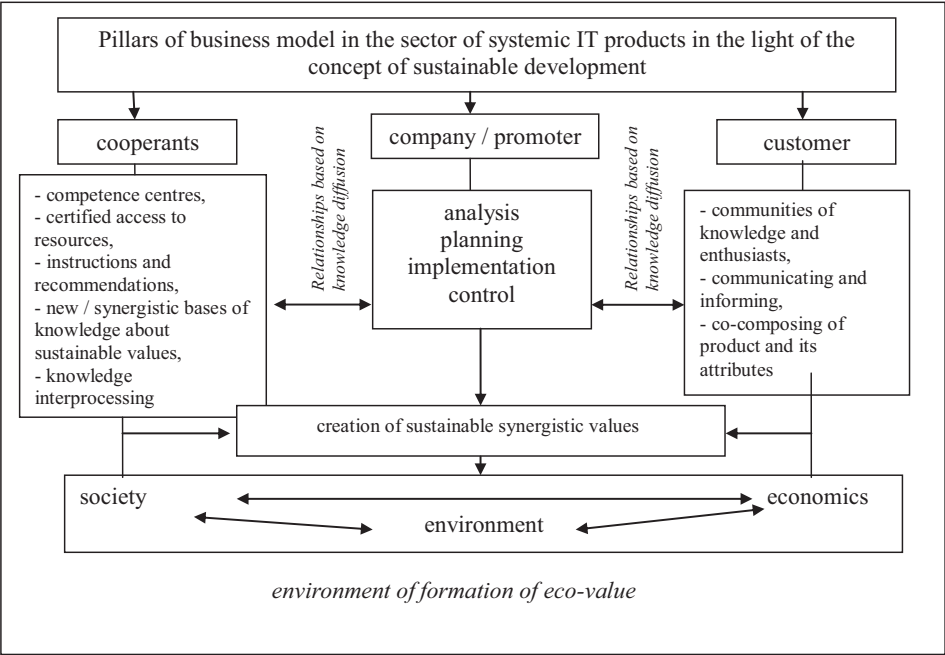 Pillars of business model in the sector of systemic IT products in the light of the
concept of sustainable development
cooperants
company / promoter
customer
- competence centres,
- certified access to
resources,
- instructions and
recommendations,
- new / synergistic bases of
knowledge about
sustainable values,
- knowledge
interprocessing
Relationships based on
knowledge diffusion
analysis
planning
implementation
control
Relationships based on
knowledge diffusion
- communities of
knowledge and
enthusiasts,
- communicating and
informing,
- co-composing of
product and its
attributes
creation of sustainable synergistic values
society
economics
environment
environment of formation of eco-value